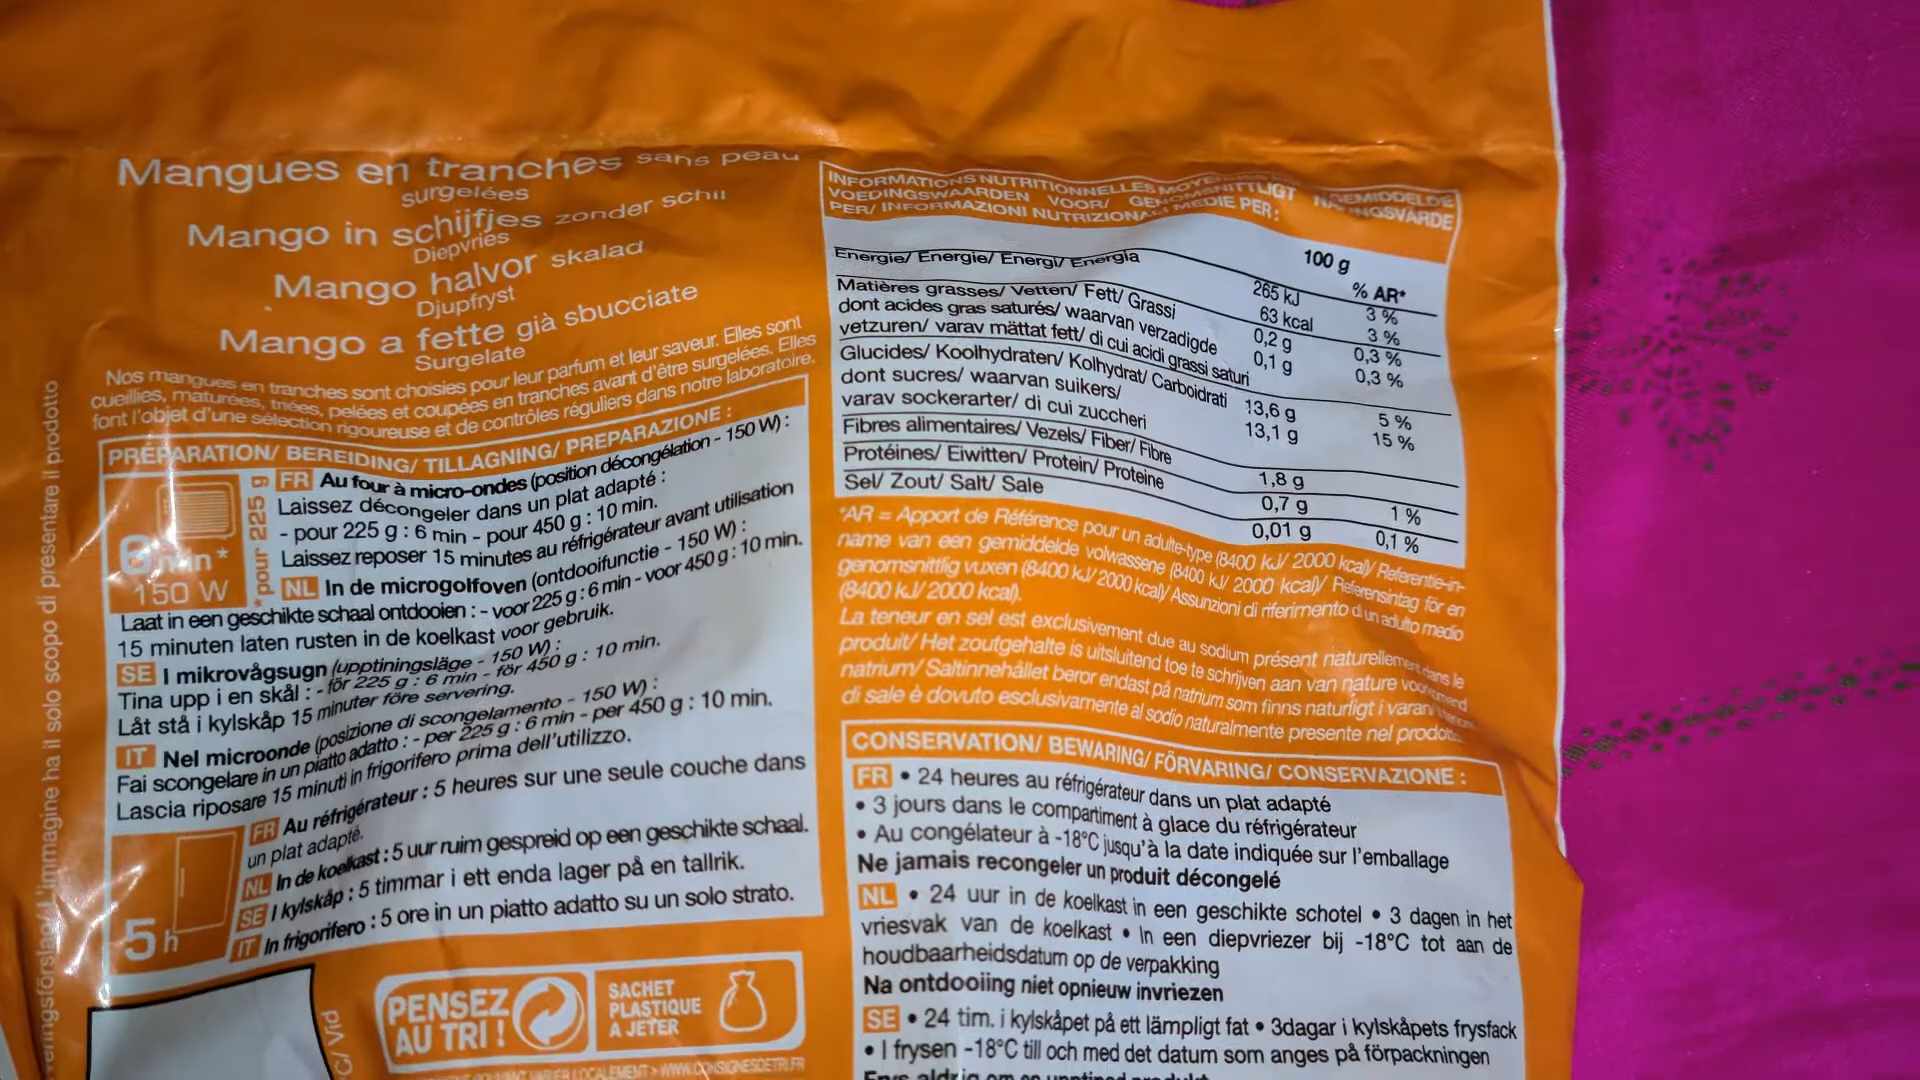 Mangues en tranches sans peau
surgelées
Mango in schijfjes zonder schil
Diepvries
Mango halvor skalad
Djupfryst
Mango a fette già sbucciate
Surgelate
Nos mangues en tranches sont choisies pour leur parfum et leur saveur. Elles sont
cueillies, maturées, triées, pelées et coupées en tranches avant d'être surgelées. Elles
font l'objet d'une sélection rigoureuse et de contrôles réguliers dans notre laboratoire.
PRÉPARATION/ BEREIDING/ TILLAGNING/ PREPARAZIONE :
6 min*
150 W
*pour 225 g
FR Au four à micro-ondes (position décongélation - 150 W) :
Laissez décongeler dans un plat adapté :
- pour 225 g : 6 min - pour 450 g : 10 min.
Laissez reposer 15 minutes au réfrigérateur avant utilisation
NL In de microgolfoven (ontdooifunctie - 150 W) :
Laat in een geschikte schaal ontdooien : - voor 225 g : 6 min - voor 450 g : 10 min.
15 minuten laten rusten in de koelkast voor gebruik.
SE I mikrovågsugn (upptiningsläge - 150 W) :
Tina upp i en skål : - för 225 g : 6 min - för 450 g : 10 min.
Låt stå i kylskåp 15 minuter före servering.
IT Nel microonde (posizione di scongelamento - 150 W) :
Fai scongelare in un piatto adatto : - per 225 g : 6 min - per 450 g : 10 min.
Lascia riposare 15 minuti in frigorifero prima dell'utilizzo.
5 h
FR Au réfrigérateur : 5 heures sur une seule couche dans
un plat adapté.
NL In de koelkast : 5 uur ruim gespreid op een geschikte schaal.
SE I kylskåp : 5 timmar i ett enda lager på en tallrik.
IT In frigorifero : 5 ore in un piatto adatto su un solo strato.
PENSEZ
AU TRI !
SACHET
PLASTIQUE
A JETER
LOCALEMENT > WWW.CONSIGNESDETRI.FR
L'immagine ha il solo scopo di presentare il prodotto
INFORMATIONS NUTRITIONNELLES
VOEDINGSWAARDEN VOOR/
PER/ INFORMAZIONI NUTRIZIONALI MEDIE PER:
100 g % AR*
Energie/ Energie/ Energi/ Energia 265 kJ 3 %
63 kcal 3 %
Matières grasses/ Vetten/ Fett/ Grassi 0,2 g 0,3 %
dont acides gras saturés/ waarvan verzadigde
vetzuren/ varav mättat fett/ di cui acidi grassi saturi 0,1 g 0,3 %
Glucides/ Koolhydraten/ Kolhydrat/ Carboidrati 13,6 g 5 %
dont sucres/ waarvan suikers/
varav sockerarter/ di cui zuccheri 13,1 g 15 %
Fibres alimentaires/ Vezels/ Fiber/ Fibre 1,8 g
Protéines/ Eiwitten/ Protein/ Proteine 0,7 g 1 %
Sel/ Zout/ Salt/ Sale 0,01 g 0,1 %
*AR = Apport de Référence pour un adulte-type (8400 kJ/ 2000 kcal)/ Referentie-in-
name van een gemiddelde volwassene (8400 kJ/ 2000 kcal)/ Referensintag för en
genomsnittlig vuxen (8400 kJ/ 2000 kcal)/ Assunzioni di riferimento di un adulto medio
(8400 kJ/ 2000 kcal).
La teneur en sel est exclusivement due au sodium présent naturellement dans le
produit/ Het zoutgehalte is uitsluitend toe te schrijven aan van nature voorkomend
natrium/ Saltinnehållet beror endast på natrium som finns naturligt i varan/
di sale è dovuto esclusivamente al sodio naturalmente presente nel prodotto.
CONSERVATION/ BEWARING/ FÖRVARING/ CONSERVAZIONE :
FR • 24 heures au réfrigérateur dans un plat adapté
• 3 jours dans le compartiment à glace du réfrigérateur
• Au congélateur à -18°C jusqu'à la date indiquée sur l'emballage
Ne jamais recongeler un produit décongelé
NL • 24 uur in de koelkast in een geschikte schotel • 3 dagen in het
vriesvak van de koelkast • In een diepvriezer bij -18°C tot aan de
houdbaarheidsdatum op de verpakking
Na ontdooiing niet opnieuw invriezen
SE • 24 tim. i kylskåpet på ett lämpligt fat • 3dagar i kylskåpets frysfack
• I frysen -18°C till och med det datum som anges på förpackningen